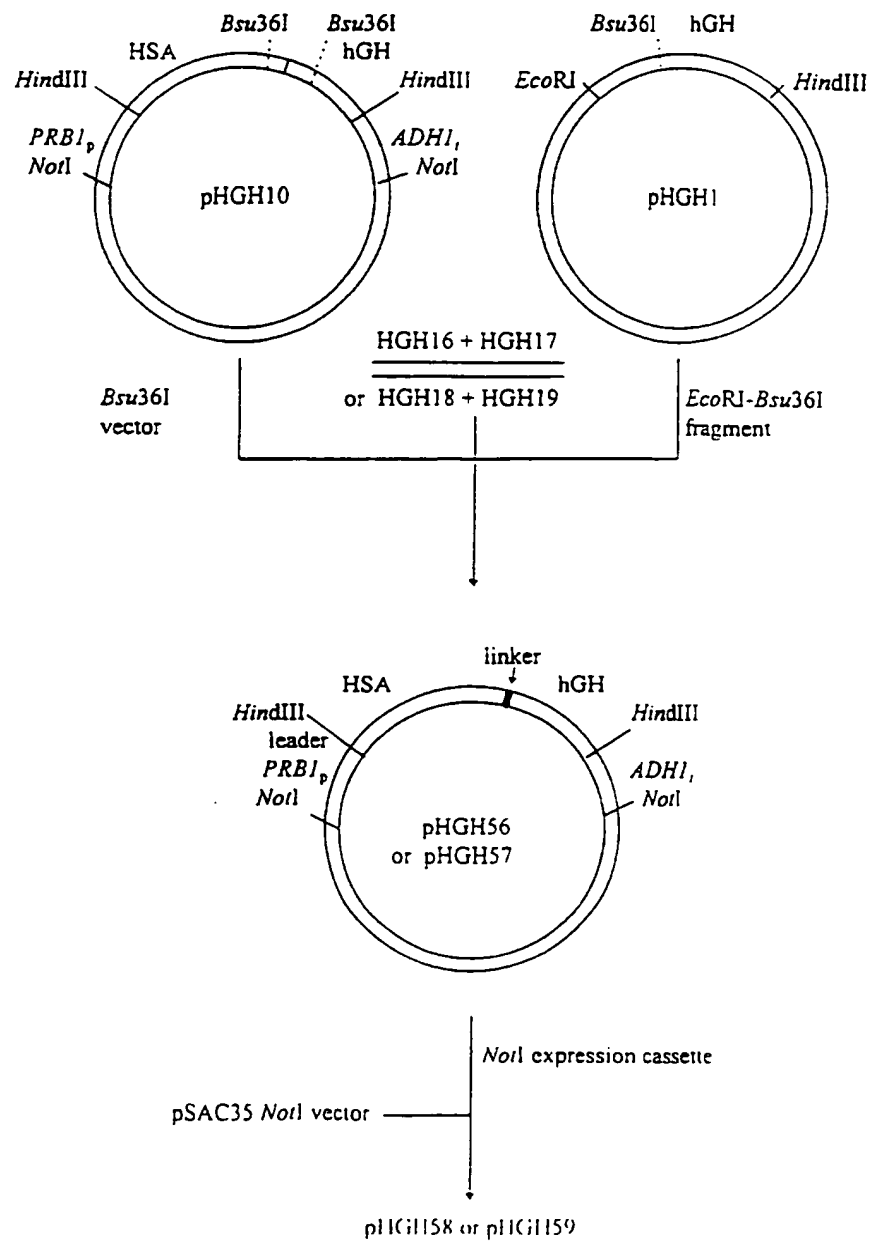 Bsu36I Bsu36I
HSA hGH
HindIII HindIII
PRB1p ADH1t
NotI NotI
pHGH10
Bsu36I hGH
EcoRI HindIII
pHGH1
HGH16 + HGH17
or HGH18 + HGH19
Bsu36I
vector
EcoRI-Bsu36I
fragment
linker
HSA hGH
HindIII HindIII
leader
PRB1p ADH1t
NotI NotI
pHGH56
or pHGH57
NotI expression cassette
pSAC35 NotI vector
pHGH58 or pHGH59